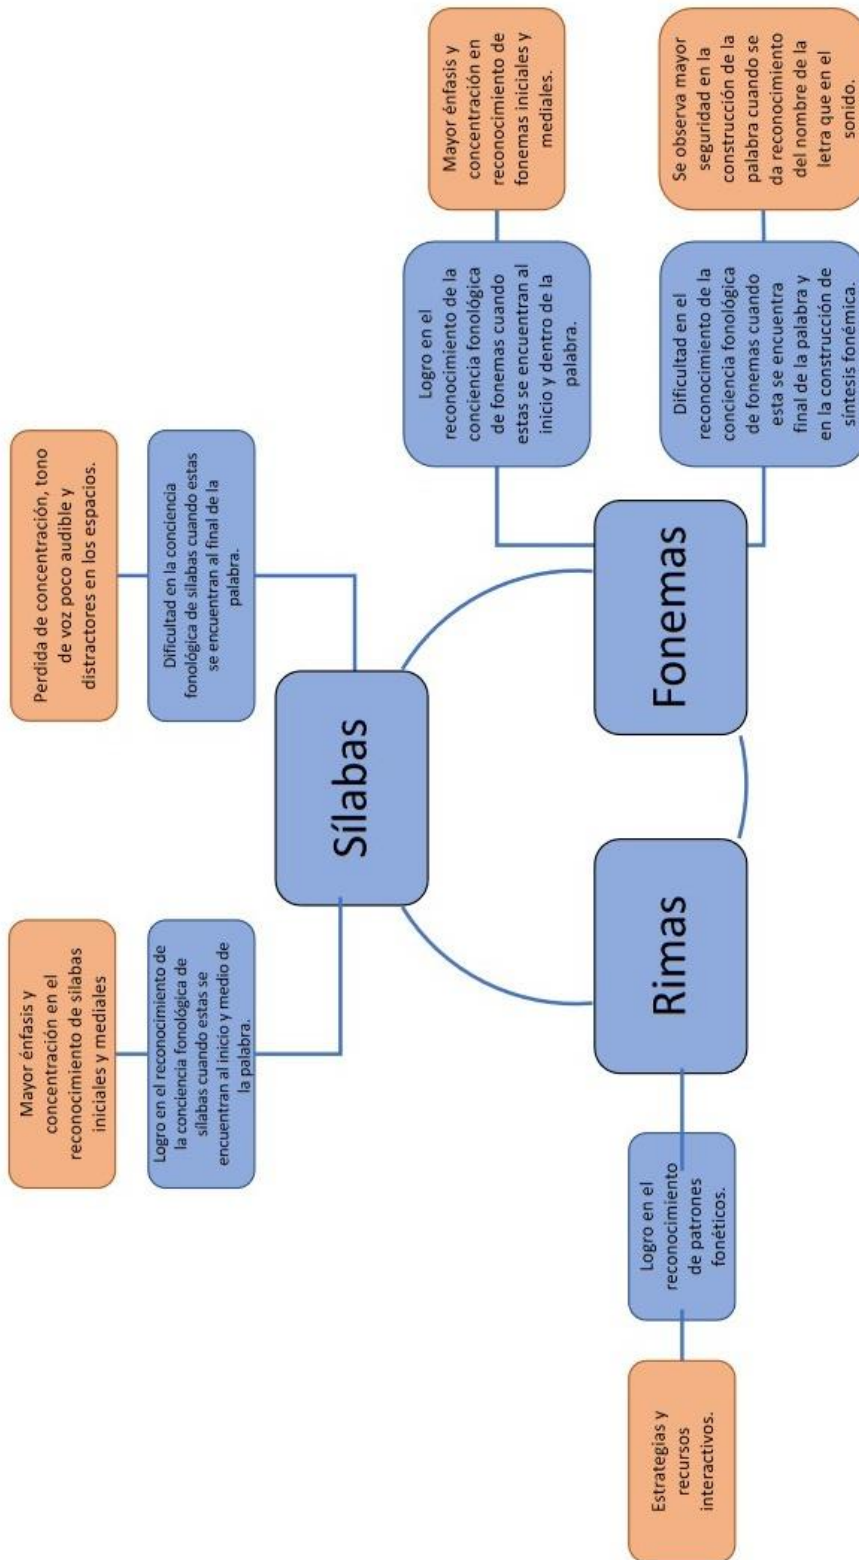 Mayor énfasis y
concentración en el
reconocimiento de silabas
iniciales y mediales
Logro en el reconocimiento de
la conciencia fonológica de
sílabas cuando estas se
encuentran al inicio y medio de
la palabra.
Perdida de concentración, tono
de voz poco audible y
distractores en los espacios.
Dificultad en la conciencia
fonológica de sílabas cuando estas
se encuentran al final de la
palabra.
Sílabas
Mayor énfasis y
concentración en
reconocimiento de
fonemas iniciales y
mediales.
Logro en el
reconocimiento de la
conciencia fonológica
de fonemas cuando
estas se encuentran al
inicio y dentro de la
palabra.
Estrategias y
recursos
interactivos.
Logro en el
reconocimiento
de patrones
fonéticos.
Rimas
Fonemas
Dificultad en el
reconocimiento de la
conciencia fonológica
de fonemas cuando
esta se encuentra
final de la palabra y
en la construcción de
síntesis fonémica.
Se observa mayor
seguridad en la
construcción de la
palabra cuando se
da reconocimiento
del nombre de la
letra que en el
sonido.